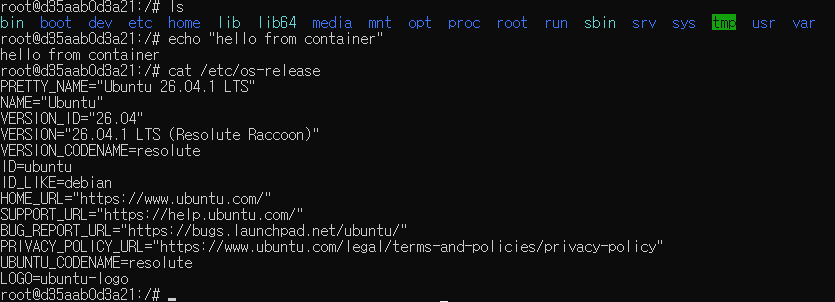 root@d35aab0d3a21:/# ls
bin boot dev etc home lib lib64 media mnt opt proc root run sbin srv sys tmp usr var
root@d35aab0d3a21:/# echo "hello from container"
hello from container
root@d35aab0d3a21:/# cat /etc/os-release
PRETTY_NAME="Ubuntu 26.04.1 LTS"
NAME="Ubuntu"
VERSION_ID="26.04"
VERSION="26.04.1 LTS (Resolute Raccoon)"
VERSION_CODENAME=resolute
ID=ubuntu
ID_LIKE=debian
HOME_URL="https://www.ubuntu.com/"
SUPPORT_URL="https://help.ubuntu.com/"
BUG_REPORT_URL="https://bugs.launchpad.net/ubuntu/"
PRIVACY_POLICY_URL="https://www.ubuntu.com/legal/terms-and-policies/privacy-policy"
UBUNTU_CODENAME=resolute
LOGO=ubuntu-logo
root@d35aab0d3a21:/#